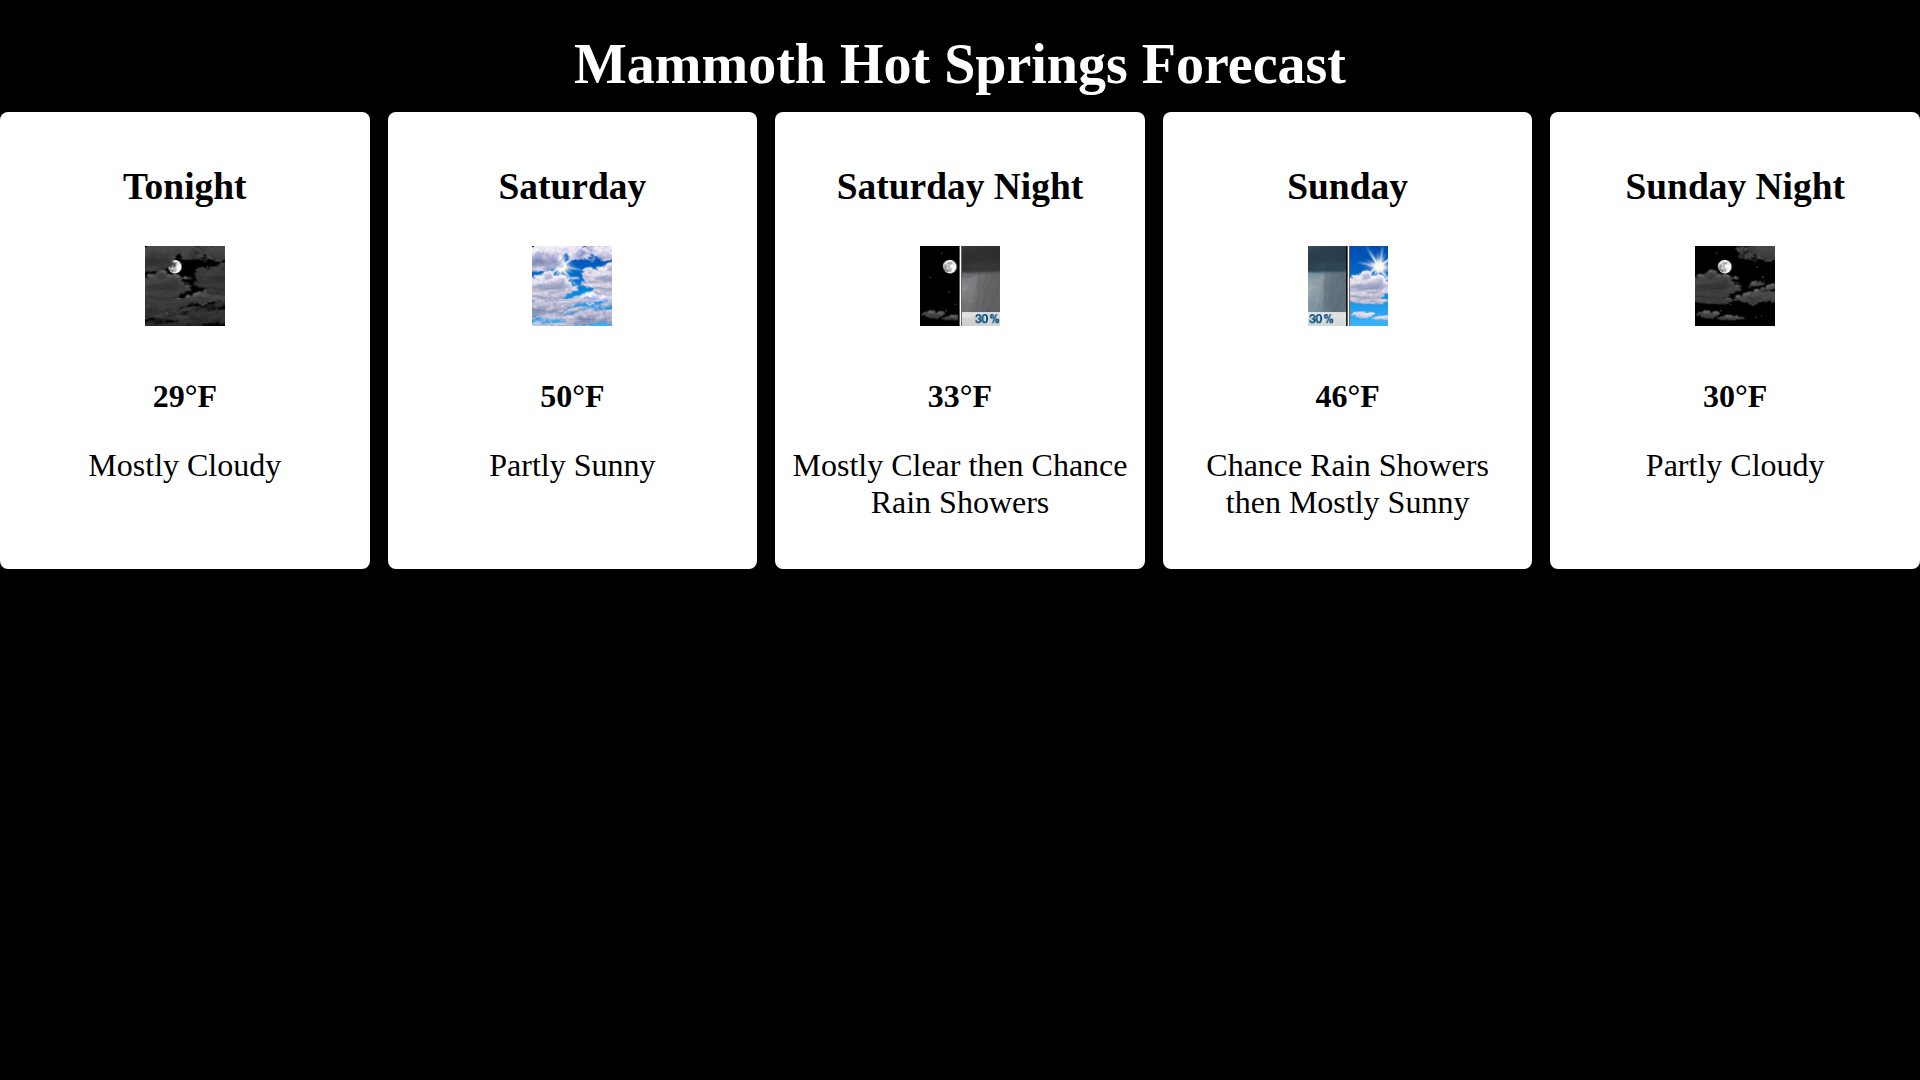 Mammoth Hot Springs Forecast
Tonight
29°F
Mostly Cloudy
Saturday
50°F
Partly Sunny
Saturday Night
30%
33°F
Mostly Clear then Chance
Rain Showers
Sunday
30%
46°F
Chance Rain Showers
then Mostly Sunny
Sunday Night
30°F
Partly Cloudy